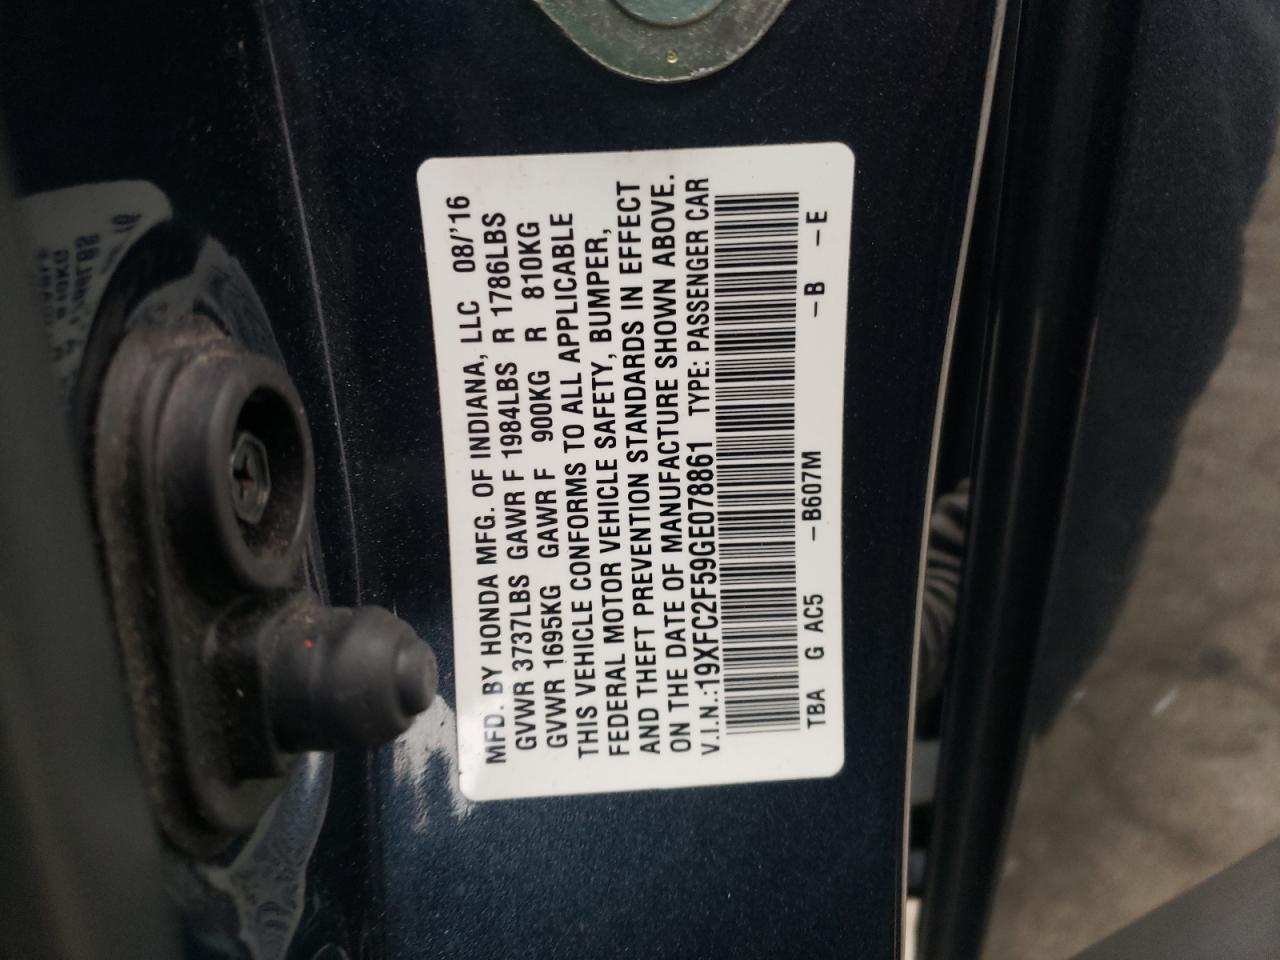 MFD. BY HONDA MFG. OF INDIANA, LLC 08/'16
GVWR 3737LBS GAWR F 1984LBS R 1786LBS
GVWR 1695KG GAWR F 900KG R 810KG
THIS VEHICLE CONFORMS TO ALL APPLICABLE
FEDERAL MOTOR VEHICLE SAFETY, BUMPER,
AND THEFT PREVENTION STANDARDS IN EFFECT
ON THE DATE OF MANUFACTURE SHOWN ABOVE.
V.I.N.:19XFC2F59GE078861 TYPE: PASSENGER CAR
TBA G AC5 -B607M -B -E